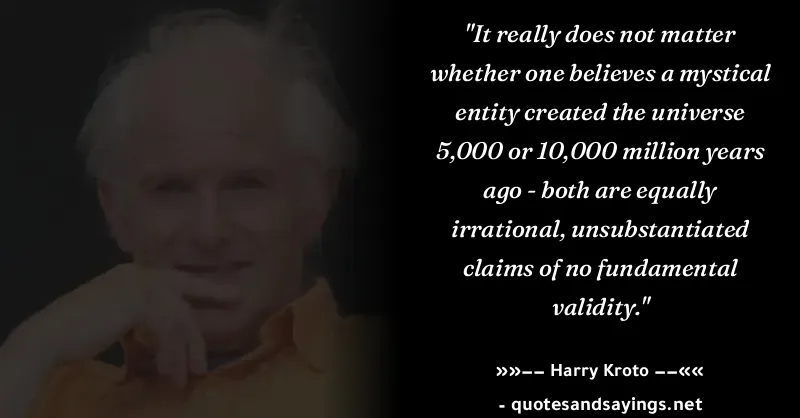 "It really does not matter
whether one believes a mystical
entity created the universe
5,000 or 10,000 million years
ago - both are equally
irrational, unsubstantiated
claims of no fundamental
validity."
»»−− Harry Kroto −−««
- quotesandsayings.net